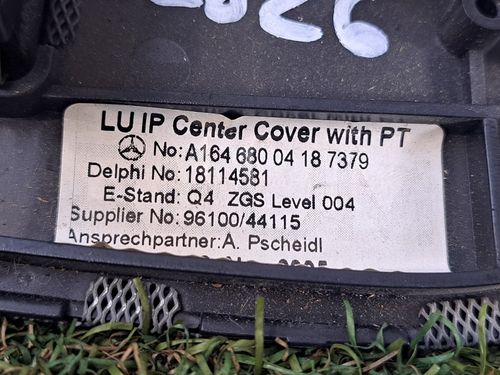 LU IP Center Cover with PT
No:A164 680 04 18 7379
Delphi No:18114581
E-Stand: Q4 ZGS Level 004
Supplier No:96100/44115
Ansprechpartner:A. Pscheidl